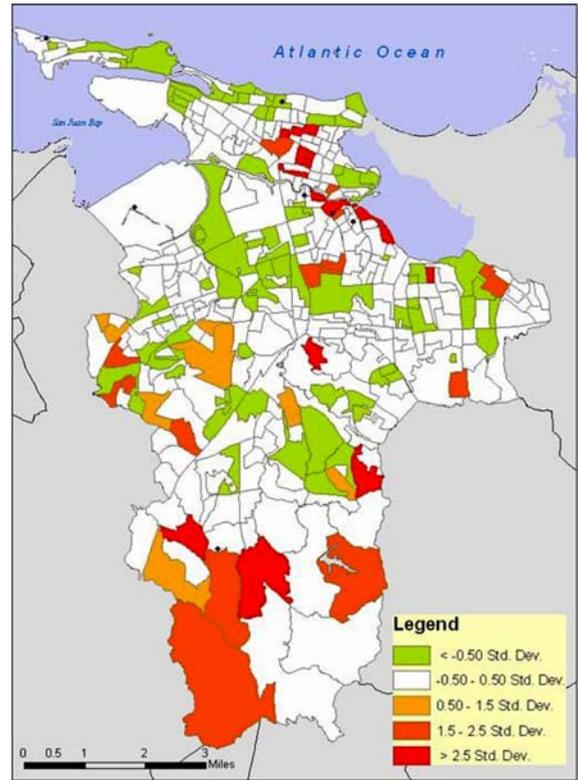 Atlantic Ocean
San Juan Bay
Legend
< -0.50 Std. Dev.
-0.50 - 0.50 Std. Dev.
0.50 - 1.5 Std. Dev.
1.5 - 2.5 Std. Dev.
> 2.5 Std. Dev.
0 0.5 1 2 3
Miles